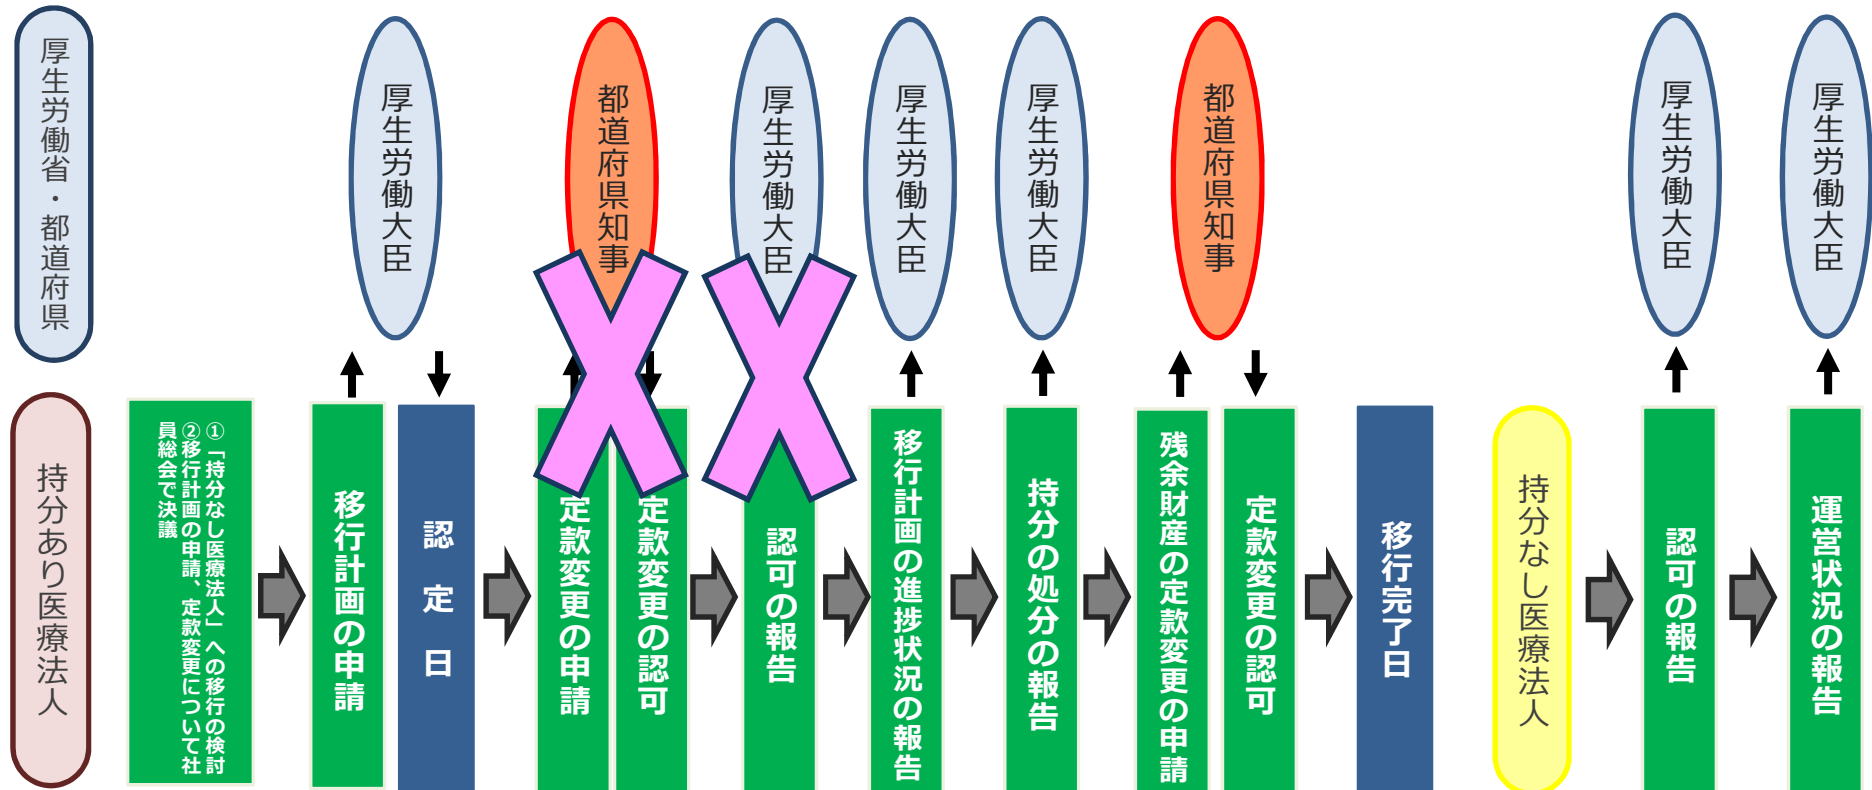 厚生労働省・都道府県
厚生労働大臣
都道府県知事
厚生労働大臣
厚生労働大臣
厚生労働大臣
都道府県知事
厚生労働大臣
厚生労働大臣
持分あり医療法人
①「持分なし医療法人」への移行の検討
②移行計画の申請、定款変更について社
員総会で決議
移行計画の申請
認定日
定款変更の申請
定款変更の認可
認可の報告
移行計画の進捗状況の報告
持分の処分の報告
残余財産の定款変更の申請
定款変更の認可
移行完了日
持分なし医療法人
認可の報告
運営状況の報告